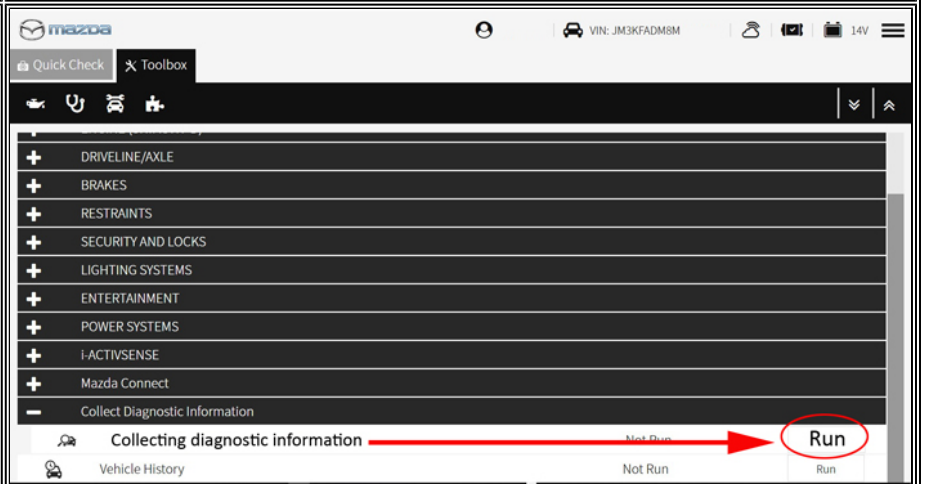 mazda VIN: JM3KFADM8M 14V
Quick Check Toolbox
DRIVELINE/AXLE
BRAKES
RESTRAINTS
SECURITY AND LOCKS
LIGHTING SYSTEMS
ENTERTAINMENT
POWER SYSTEMS
i-ACTIVSENSE
Mazda Connect
Collect Diagnostic Information
Collecting diagnostic information Not Run Run
Vehicle History Not Run Run